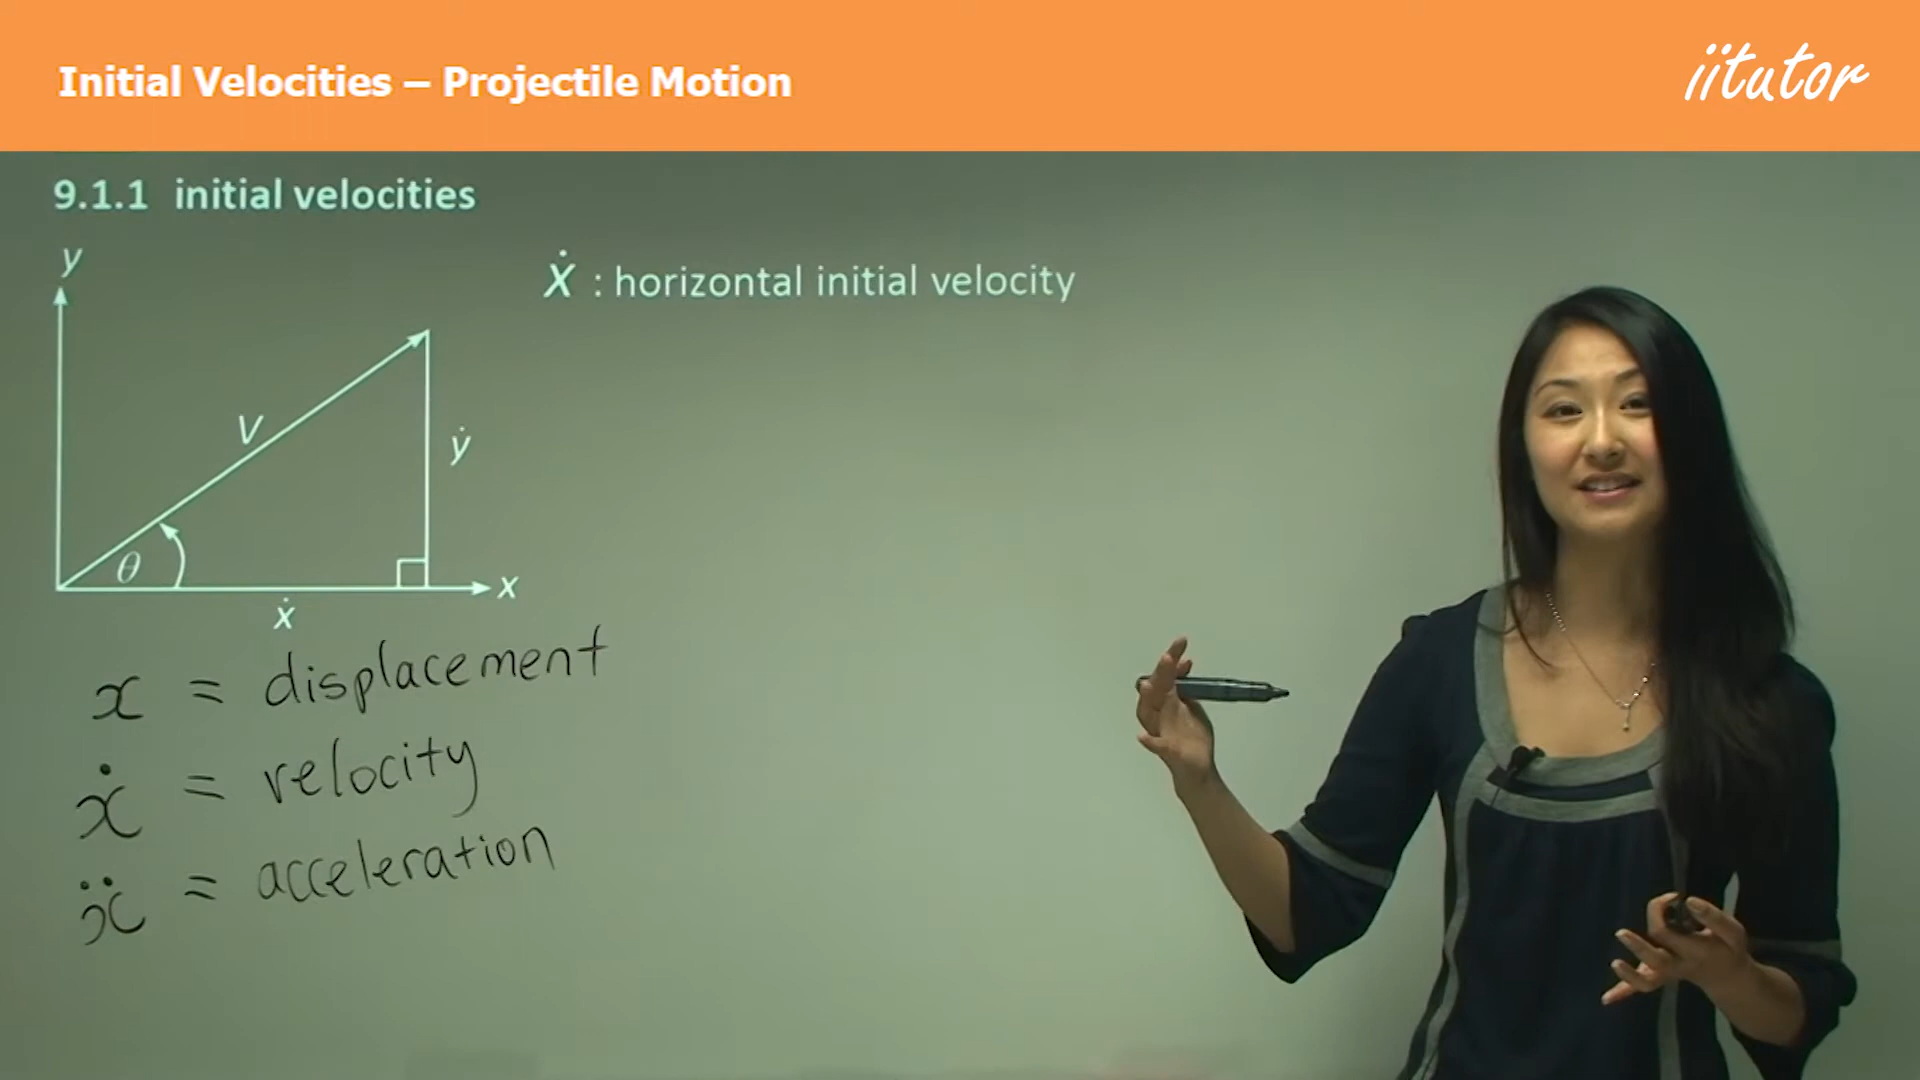 Initial Velocities – Projectile Motion
iitutor
9.1.1 initial velocities
y
ẋ : horizontal initial velocity
V
ẏ
θ
x
ẋ
x = displacement
ẋ = velocity
ẍ = acceleration